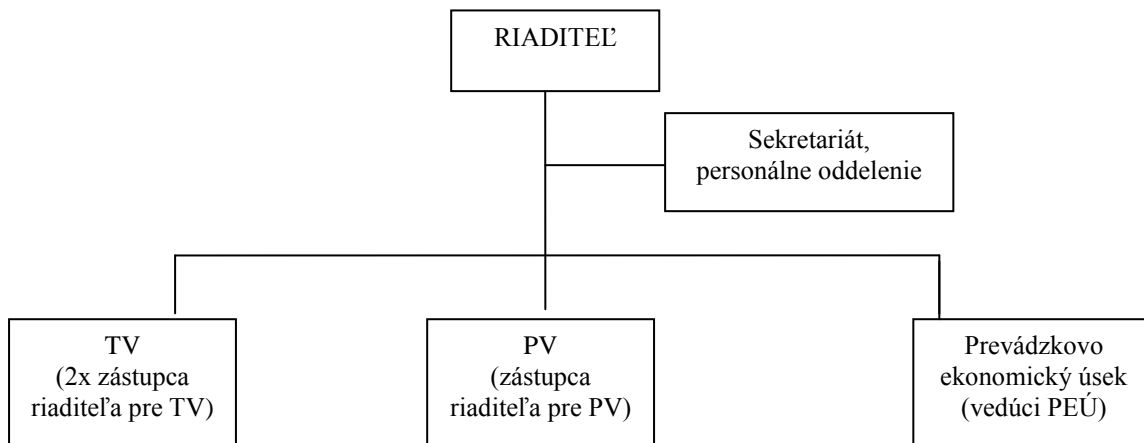 RIADITEĽ
Sekretariát,
personálne oddelenie
TV
(2x zástupca
riaditeľa pre TV)
PV
(zástupca
riaditeľa pre PV)
Prevádzkovo
ekonomický úsek
(vedúci PEÚ)